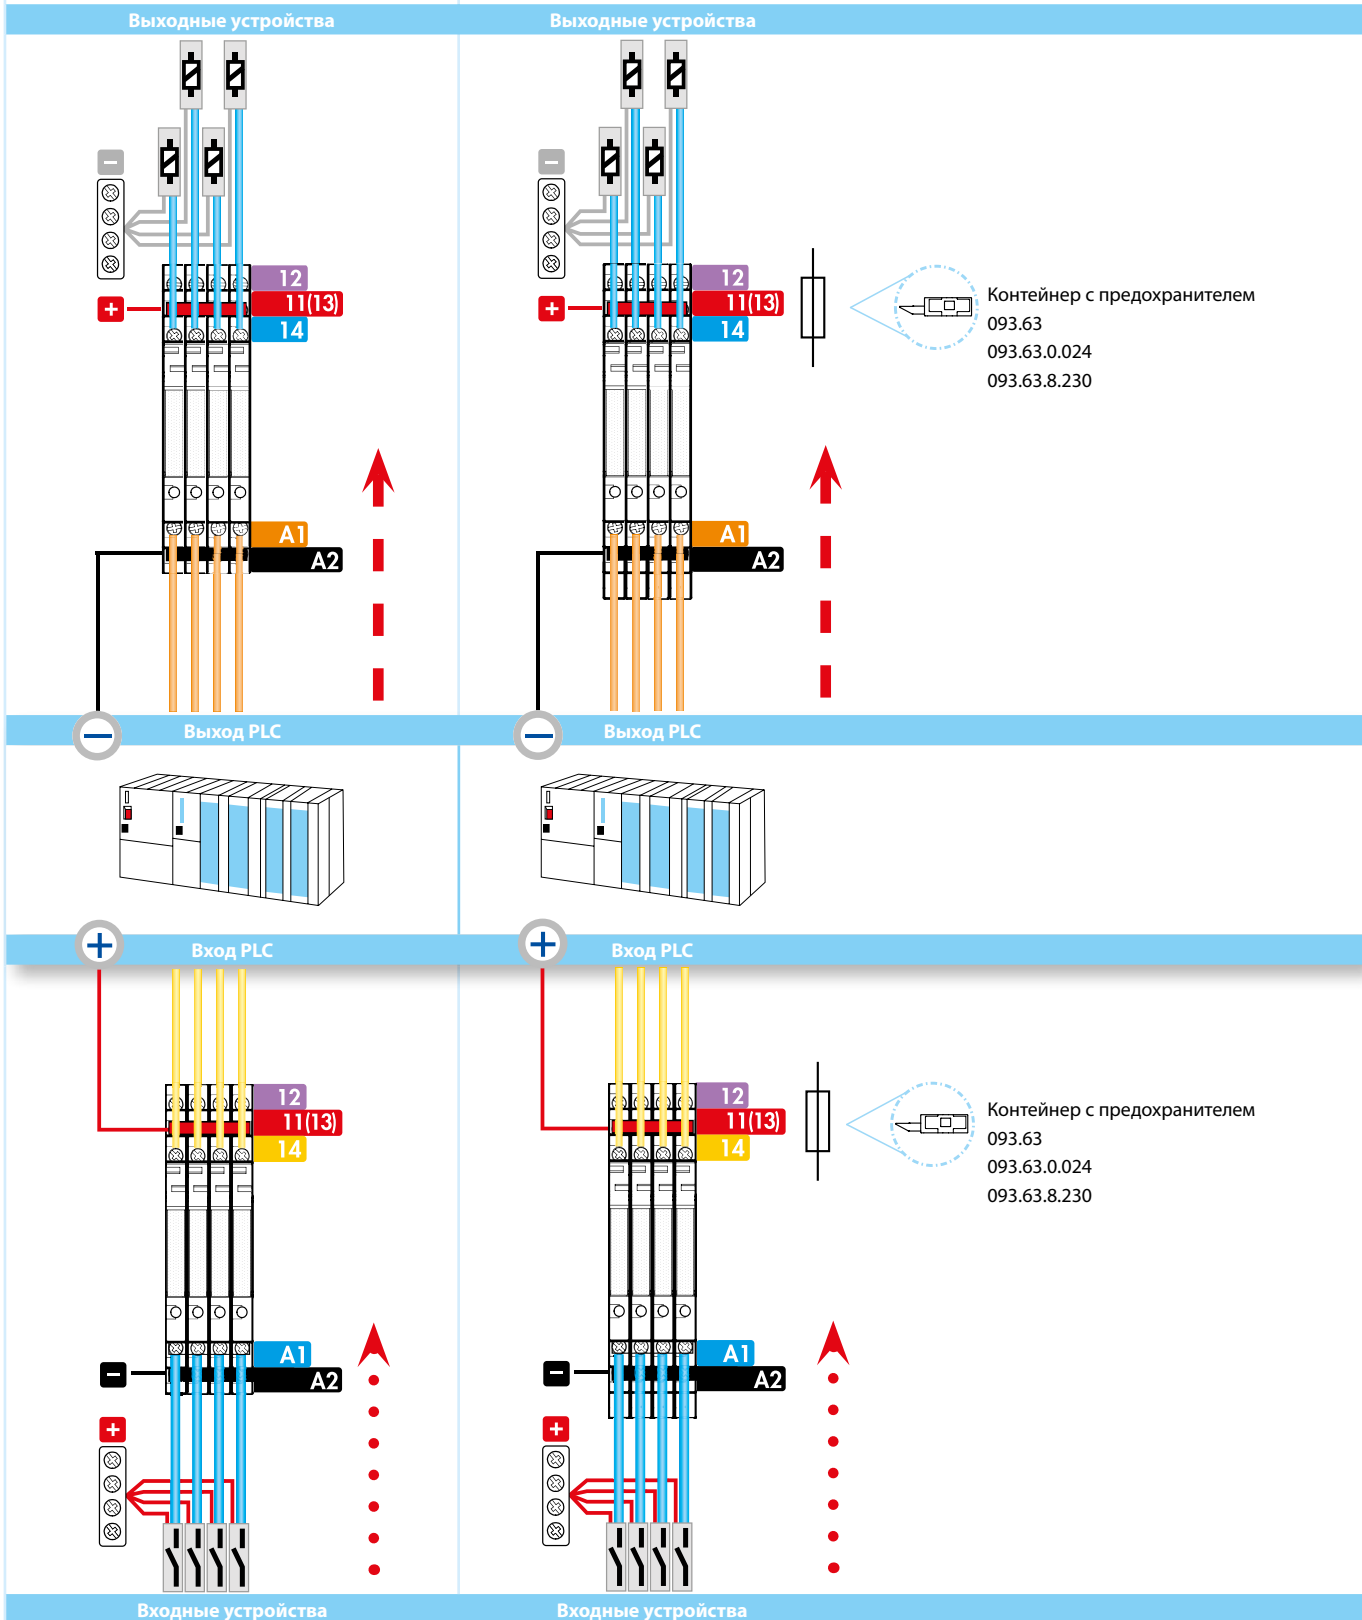 Выходные устройства
Выходные устройства
12
11(13)
14
A1
A2
12
11(13)
14
A1
A2
Контейнер с предохранителем
093.63
093.63.0.024
093.63.8.230
Выход PLC
Выход PLC
Вход PLC
Вход PLC
12
11(13)
14
A1
A2
12
11(13)
14
A1
A2
Контейнер с предохранителем
093.63
093.63.0.024
093.63.8.230
Входные устройства
Входные устройства